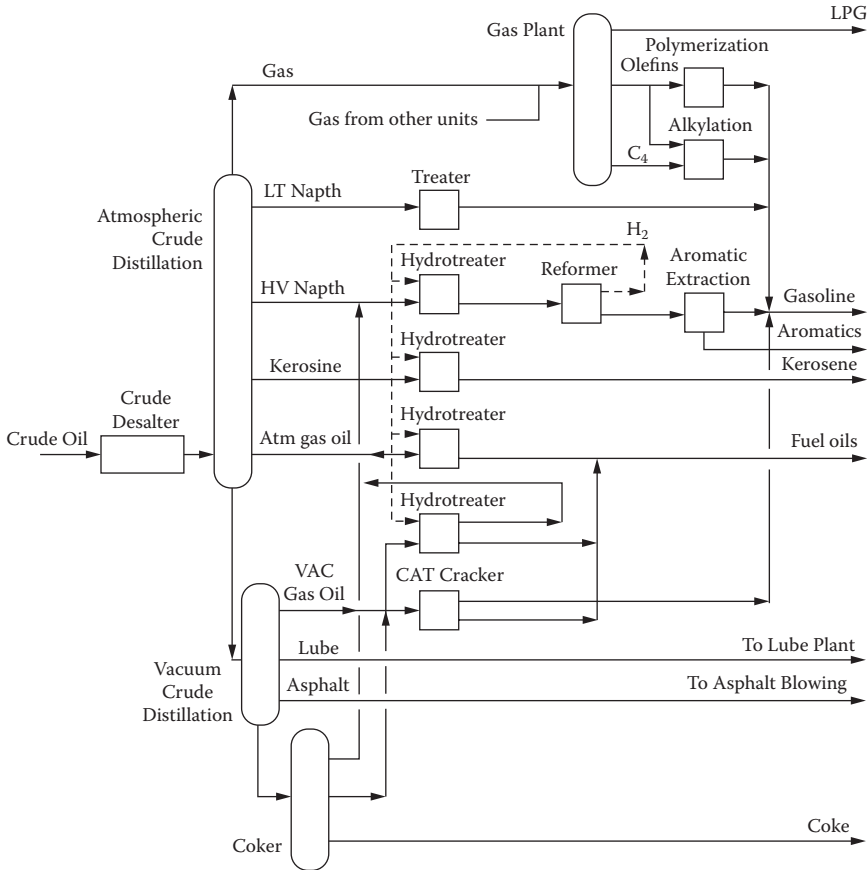 LPG
Gas Plant
Polymerization
Olefins
Gas
Gas from other units
Alkylation
C₄
Treater
LT Napth
Atmospheric
Crude
Distillation
H₂
Hydrotreater
Reformer
Aromatic
Extraction
HV Napth
Gasoline
Aromatics
Hydrotreater
Kerosine
Kerosene
Crude
Desalter
Hydrotreater
Crude Oil
Atm gas oil
Fuel oils
Hydrotreater
VAC
Gas Oil
CAT Cracker
Lube
To Lube Plant
Vacuum
Crude
Distillation
Asphalt
To Asphalt Blowing
Coker
Coke